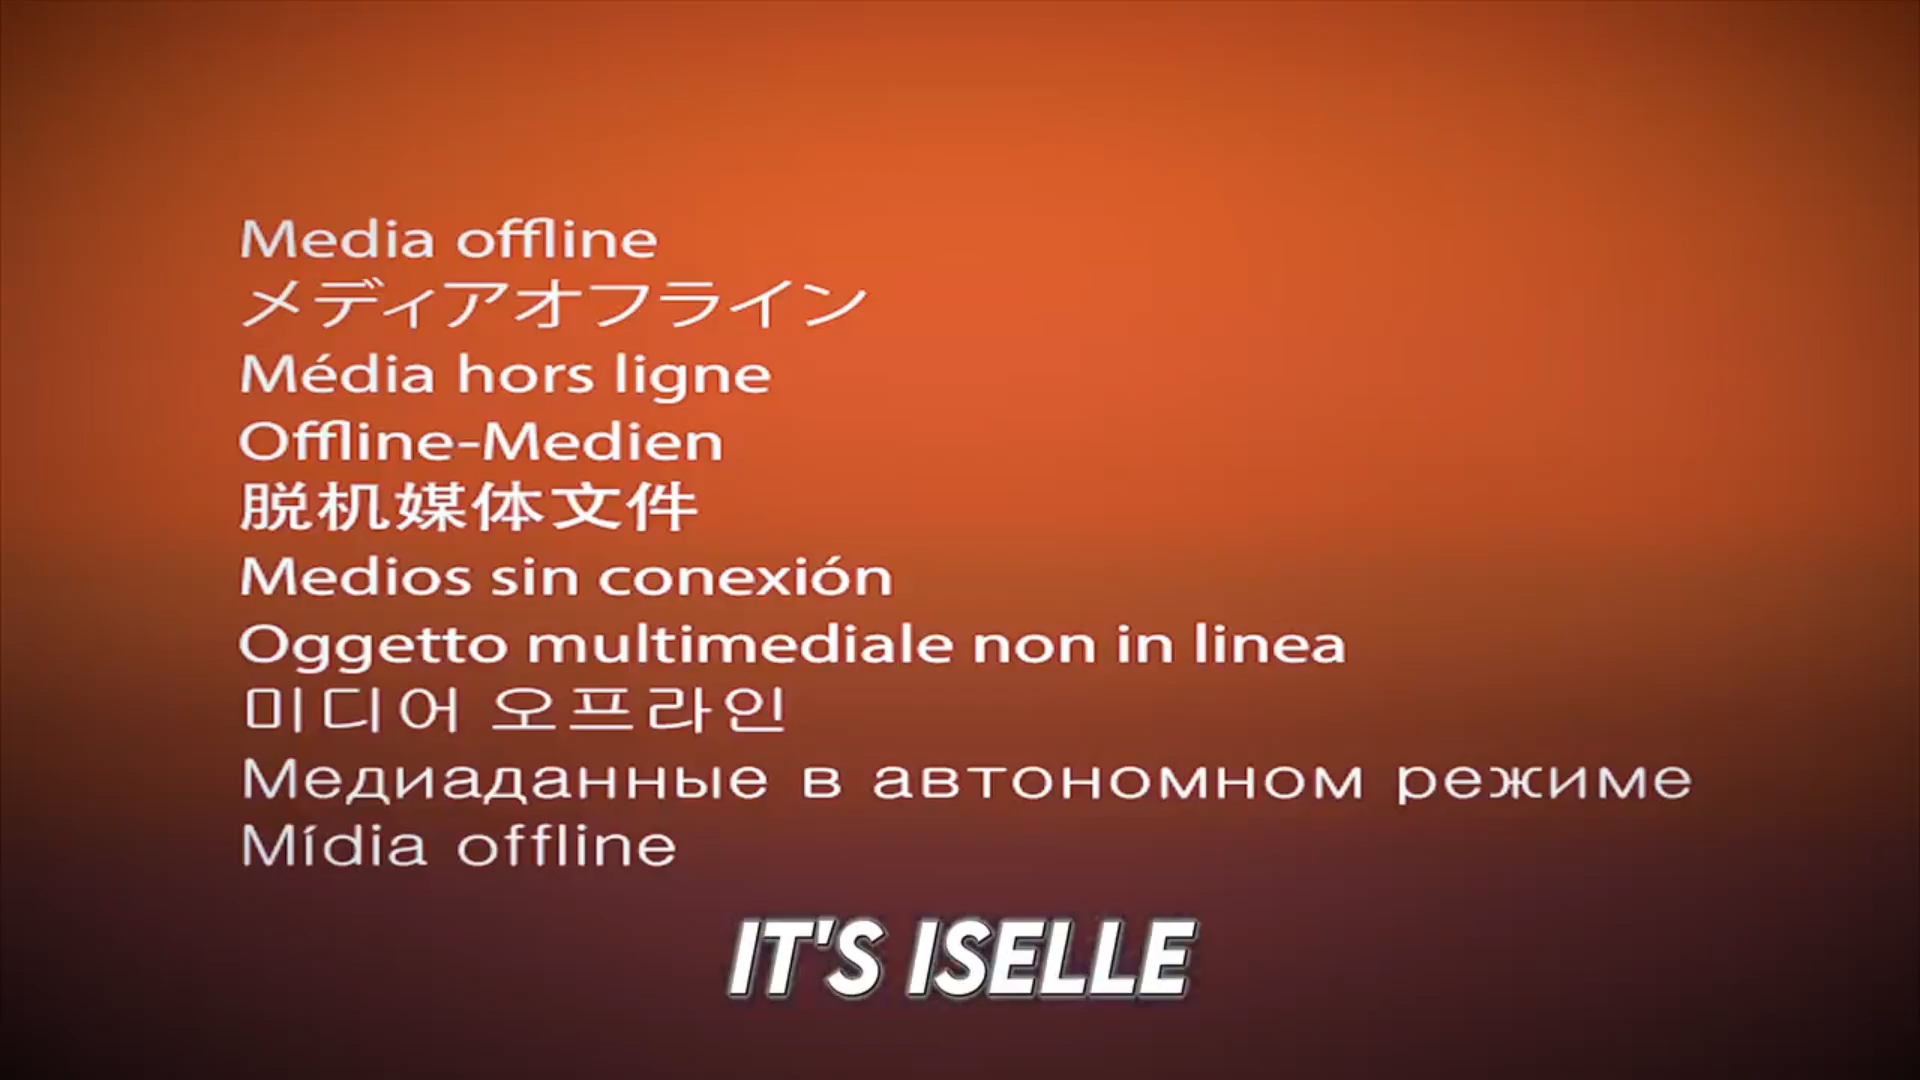 Media offline
メディアオフライン
Média hors ligne
Offline-Medien
脱机媒体文件
Medios sin conexión
Oggetto multimediale non in linea
미디어 오프라인
Медиаданные в автономном режиме
Mídia offline
IT'S ISELLE